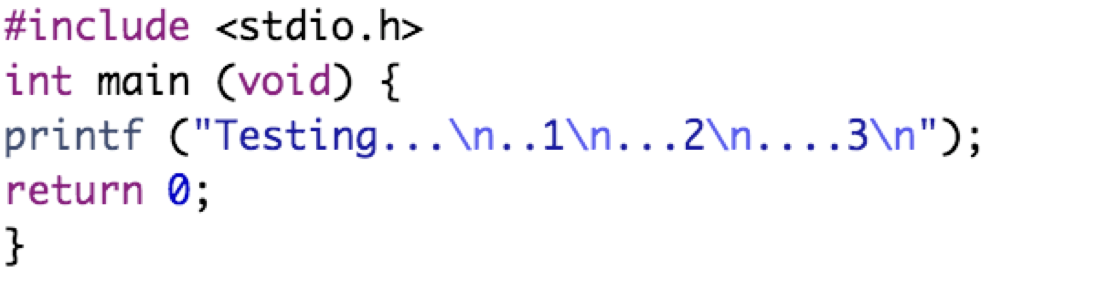 #include <stdio.h>
int main (void) {
printf ("Testing...\n..1\n...2\n....3\n");
return 0;
}